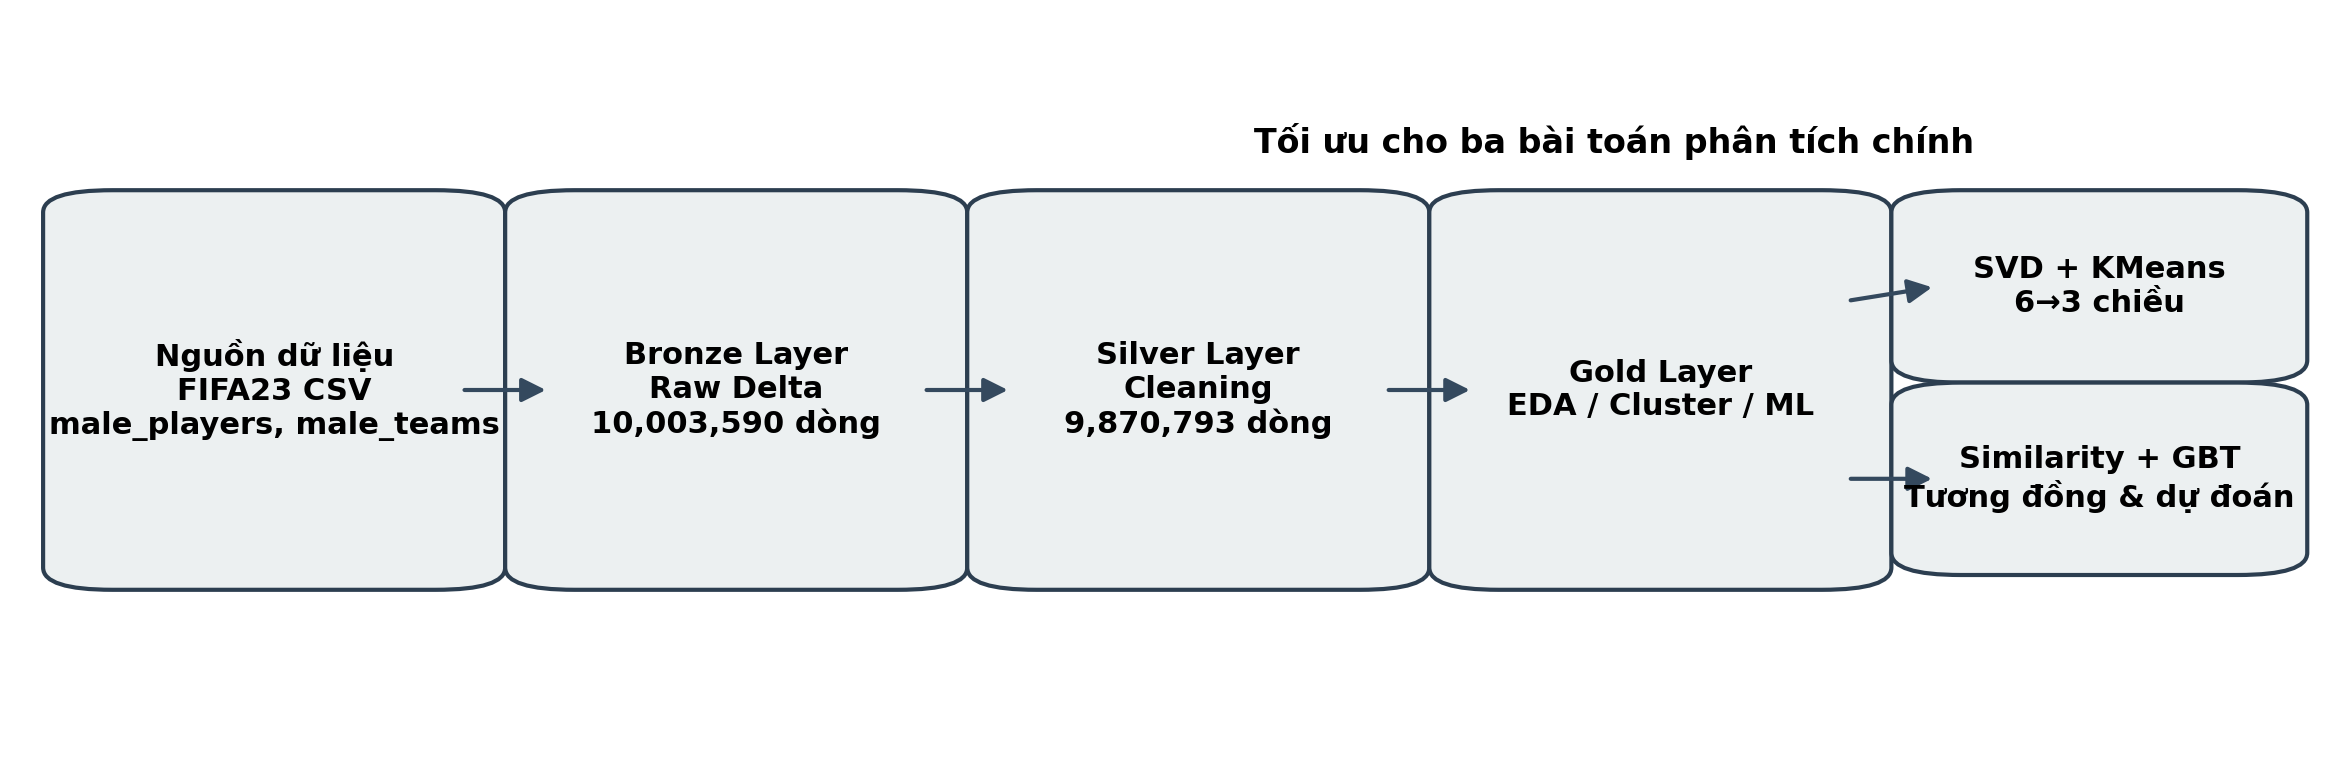 Tối ưu cho ba bài toán phân tích chính
Nguồn dữ liệu
FIFA23 CSV
male_players, male_teams
Bronze Layer
Raw Delta
10,003,590 dòng
Silver Layer
Cleaning
9,870,793 dòng
Gold Layer
EDA / Cluster / ML
SVD + KMeans
6→3 chiều
Similarity + GBT
Tương đồng & dự đoán